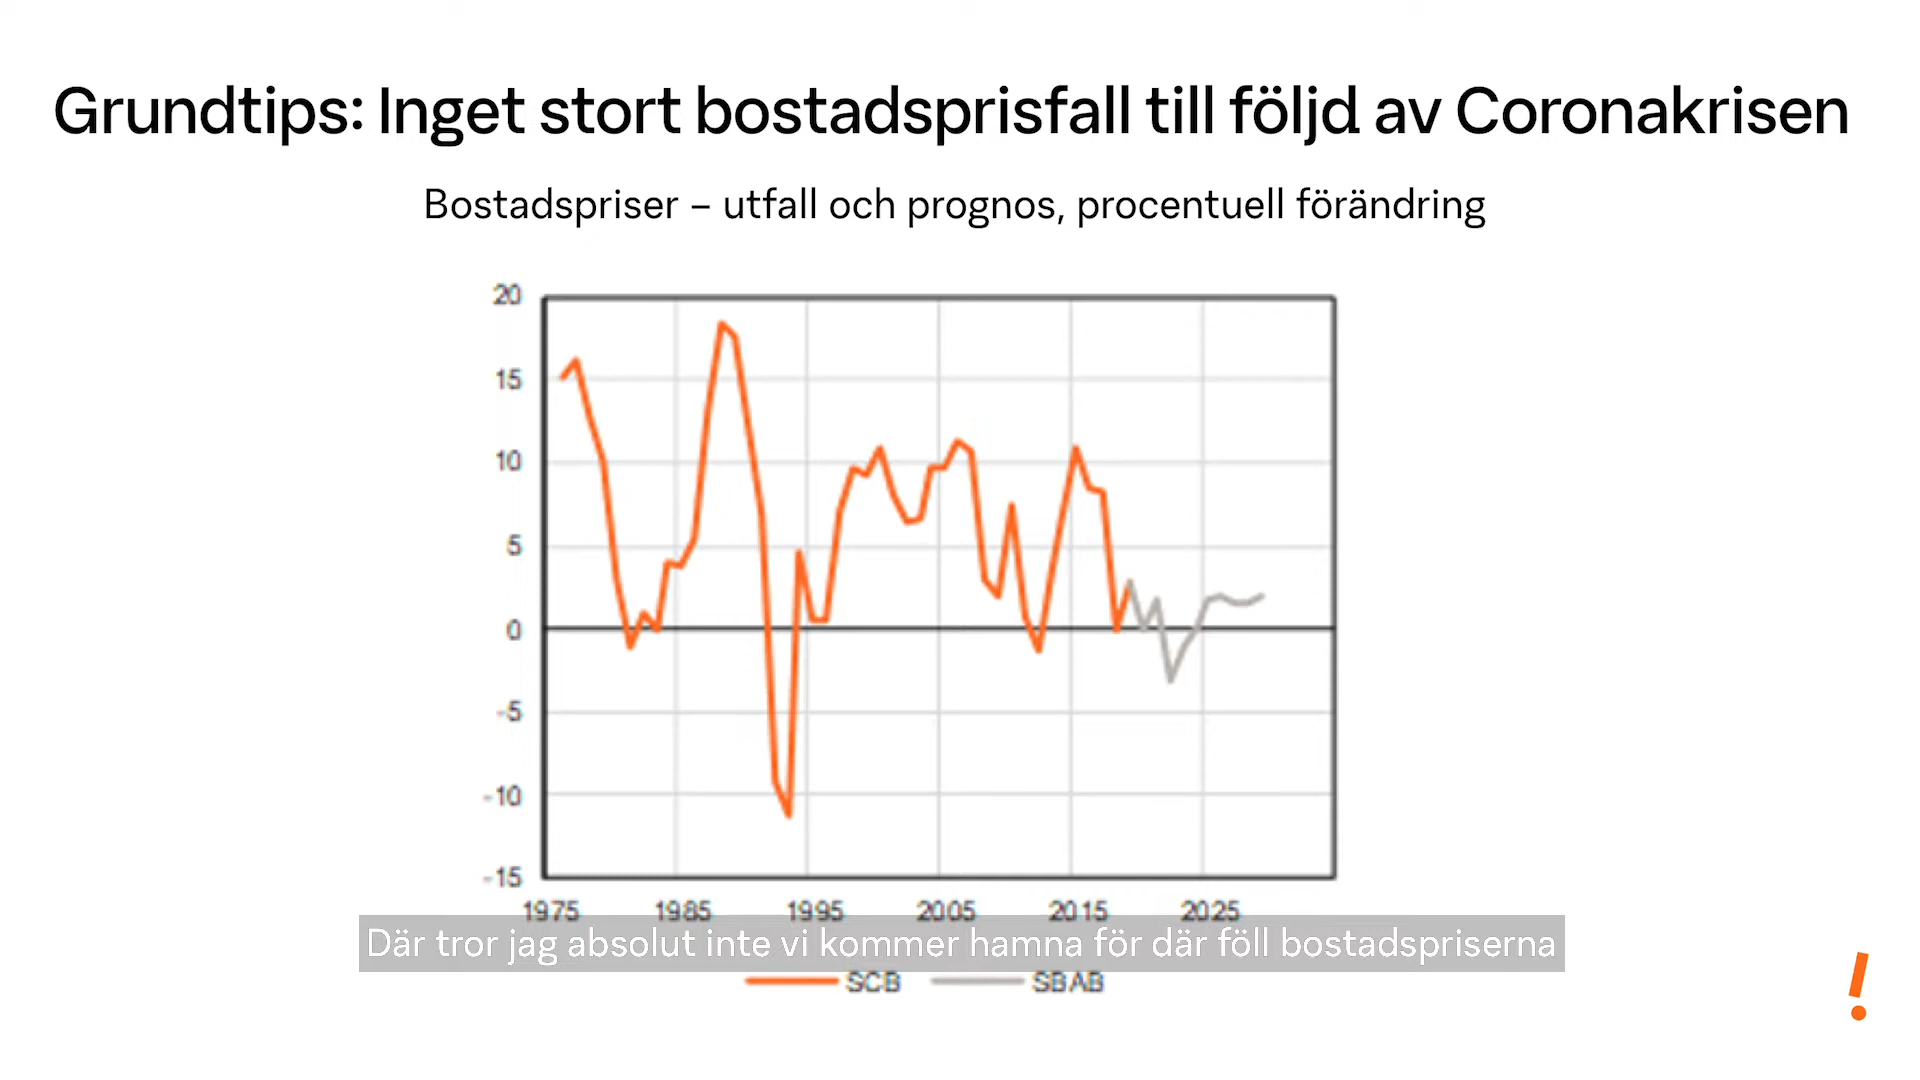 Grundtips: Inget stort bostadsprisfall till följd av Coronakrisen
Bostadspriser – utfall och prognos, procentuell förändring
20
15
10
5
0
-5
-10
-15
1975 1985 1995 2005 2015 2025
Där tror jag absolut inte vi kommer hamna för där föll bostadspriserna
SCB SBAB
!